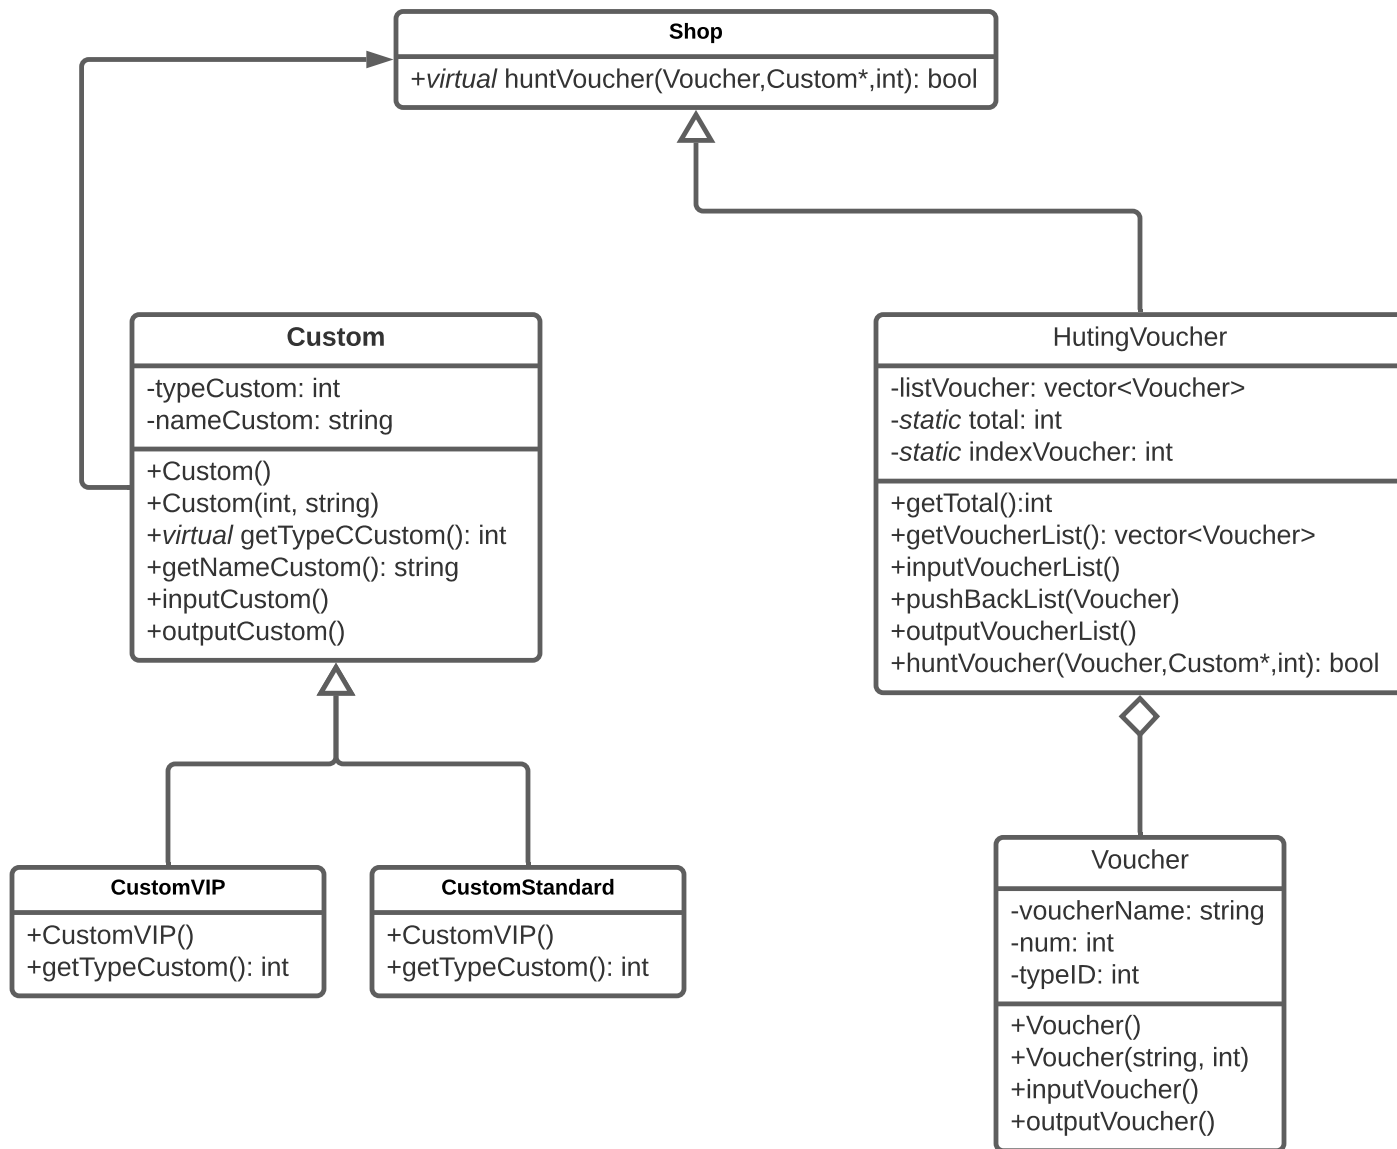 Shop
+virtual huntVoucher(Voucher,Custom*,int): bool
Custom
-typeCustom: int
-nameCustom: string
+Custom()
+Custom(int, string)
+virtual getTypeCCustom(): int
+getNameCustom(): string
+inputCustom()
+outputCustom()
HutingVoucher
-listVoucher: vector<Voucher>
-static total: int
-static indexVoucher: int
+getTotal():int
+getVoucherList(): vector<Voucher>
+inputVoucherList()
+pushBackList(Voucher)
+outputVoucherList()
+huntVoucher(Voucher,Custom*,int): bool
CustomVIP
+CustomVIP()
+getTypeCustom(): int
CustomStandard
+CustomVIP()
+getTypeCustom(): int
Voucher
-voucherName: string
-num: int
-typeID: int
+Voucher()
+Voucher(string, int)
+inputVoucher()
+outputVoucher()